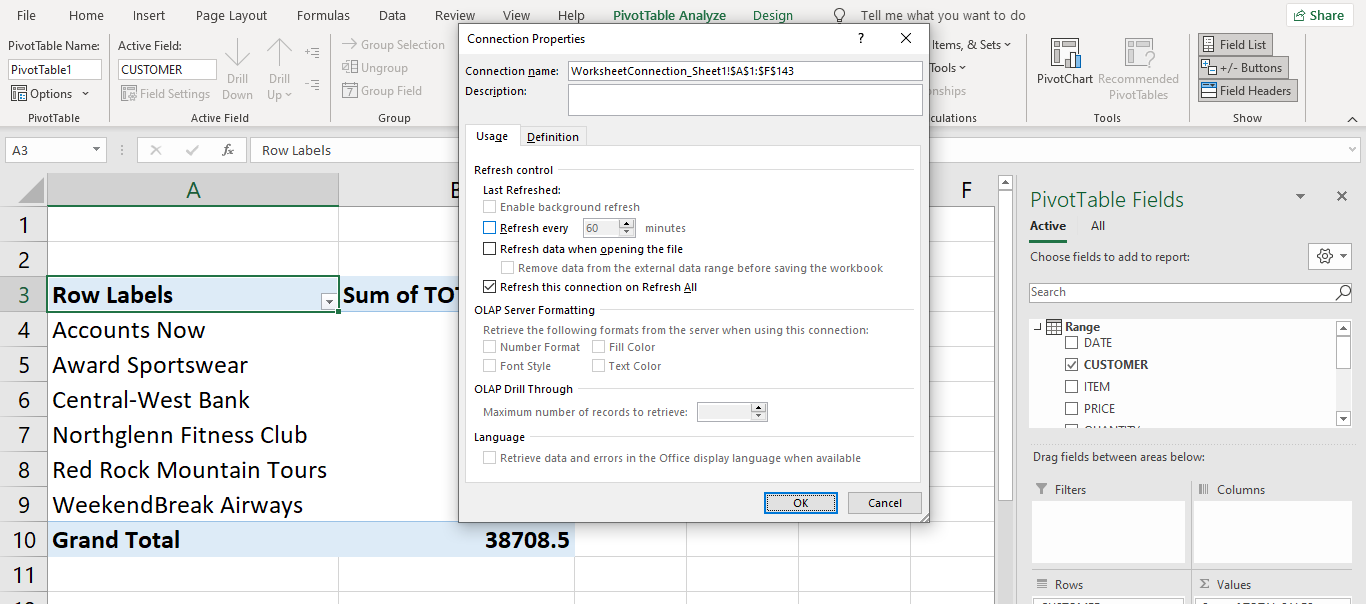 File Home Insert Page Layout Formulas Data Review View Help PivotTable Analyze Design Tell me what you want to do Share
PivotTable Name:
PivotTable1
Options
PivotTable
Active Field:
CUSTOMER
Field Settings
Drill Down
Drill Up
Active Field
Group Selection
Ungroup
Group Field
Group
Items, & Sets
Tools
PivotChart
Recommended PivotTables
Tools
Field List
+/- Buttons
Field Headers
Show
A3
fx
Row Labels
A
F
1
2
3 Row Labels Sum of
4 Accounts Now
5 Award Sportswear
6 Central-West Bank
7 Northglenn Fitness Club
8 Red Rock Mountain Tours
9 WeekendBreak Airways
10 Grand Total 38708.5
11
Connection Properties ?
Connection name: WorksheetConnection_Sheet1!$A$1:$F$143
Description:
Usage Definition
Refresh control
Last Refreshed:
Enable background refresh
Refresh every 60 minutes
Refresh data when opening the file
Remove data from the external data range before saving the workbook
Refresh this connection on Refresh All
OLAP Server Formatting
Retrieve the following formats from the server when using this connection:
Number Format Fill Color
Font Style Text Color
OLAP Drill Through
Maximum number of records to retrieve:
Language
Retrieve data and errors in the Office display language when available
OK Cancel
PivotTable Fields
Active All
Choose fields to add to report:
Search
Range
DATE
CUSTOMER
ITEM
PRICE
Drag fields between areas below:
Filters Columns
Rows Σ Values